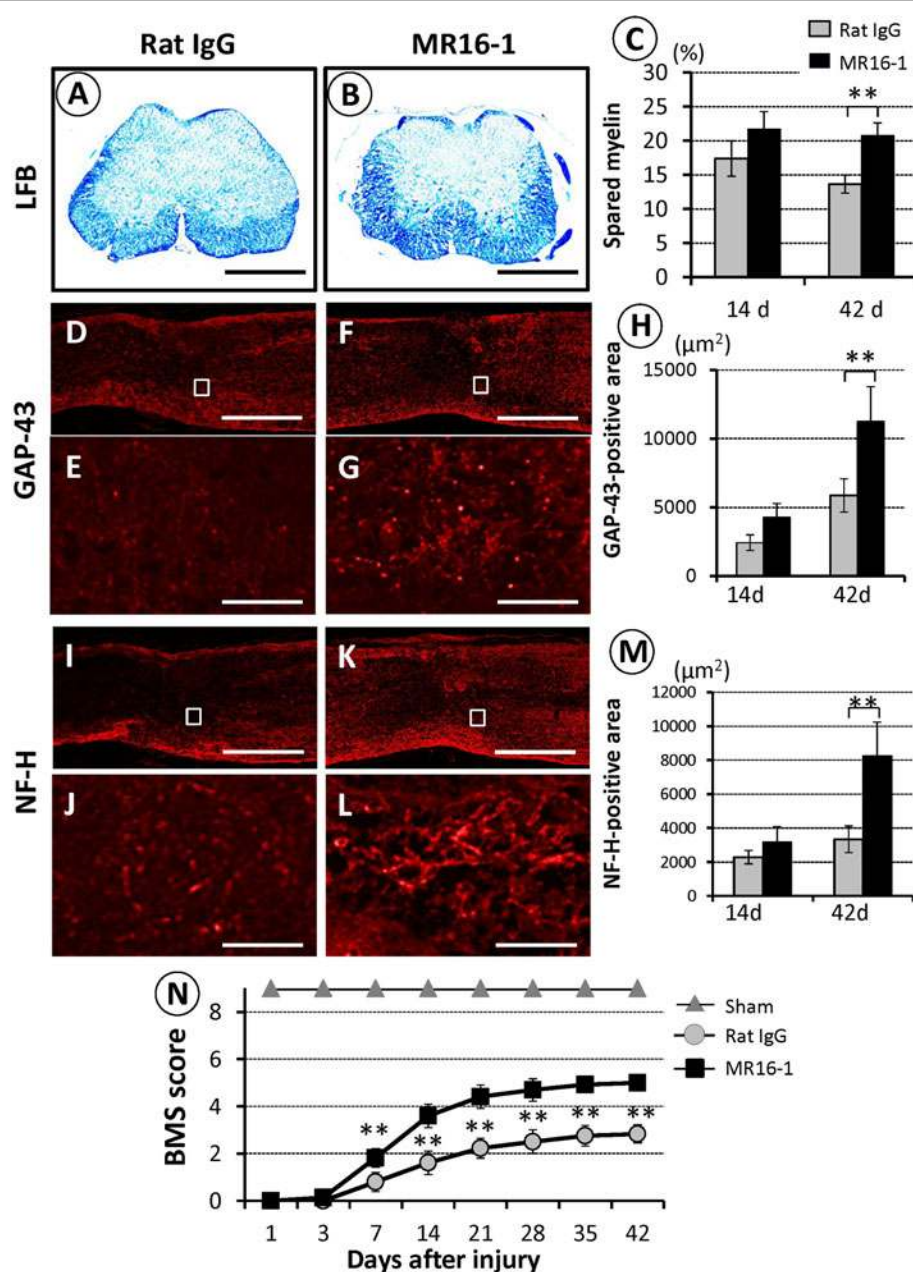 Rat IgG
MR16-1
LFB
A
B
C
(%)
Rat IgG
MR16-1
Spared myelin
30
25
20
15
10
5
0
**
14 d
42 d
GAP-43
D
F
E
G
H
(µm²)
GAP-43-positive area
15000
10000
5000
0
**
14d
42d
NF-H
I
K
J
L
M
(µm²)
NF-H-positive area
12000
10000
8000
6000
4000
2000
0
**
14d
42d
N
BMS score
8
6
4
2
0
** ** ** ** ** **
1 3 7 14 21 28 35 42
Days after injury
Sham
Rat IgG
MR16-1